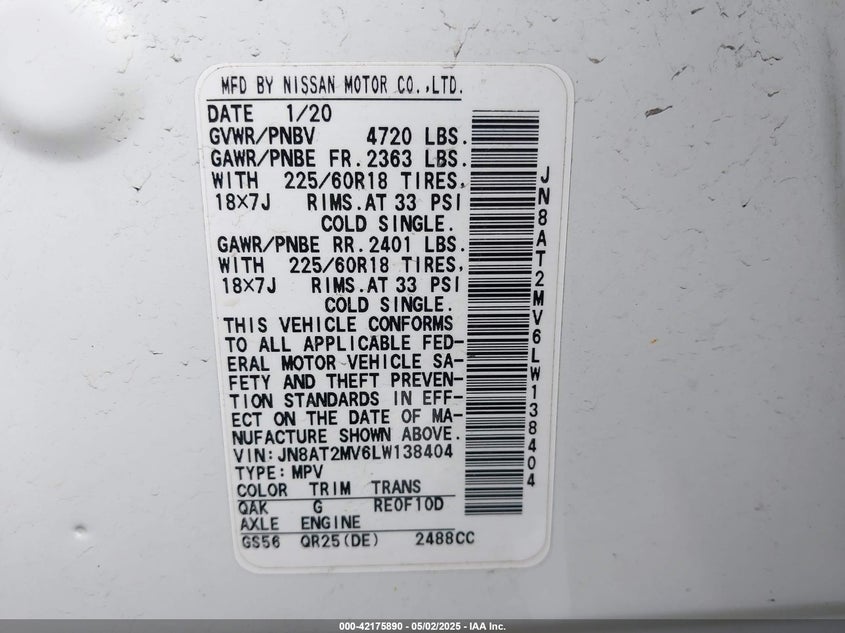 MFD BY NISSAN MOTOR CO.,LTD.
DATE 1/20
GVWR/PNBV 4720 LBS.
GAWR/PNBE FR.2363 LBS.
WITH 225/60R18 TIRES,
18×7J RIMS.AT 33 PSI
COLD SINGLE.
GAWR/PNBE RR.2401 LBS.
WITH 225/60R18 TIRES,
18×7J RIMS.AT 33 PSI
COLD SINGLE.
THIS VEHICLE CONFORMS
TO ALL APPLICABLE FED-
ERAL MOTOR VEHICLE SA-
FETY AND THEFT PREVEN-
TION STANDARDS IN EFF-
ECT ON THE DATE OF MA-
NUFACTURE SHOWN ABOVE.
VIN:JN8AT2MV6LW138404
TYPE:MPV
COLOR TRIM TRANS
QAK G RE0F10D
AXLE ENGINE
GS56 QR25(DE) 2488CC
JN8AT2MV6LW138404
000-42175890 - 05/02/2025 - IAA Inc.